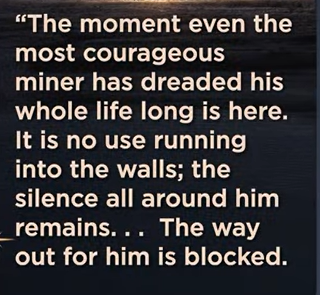 “The moment even the
most courageous
miner has dreaded his
whole life long is here.
It is no use running
into the walls; the
silence all around him
remains. . .  The way
out for him is blocked.